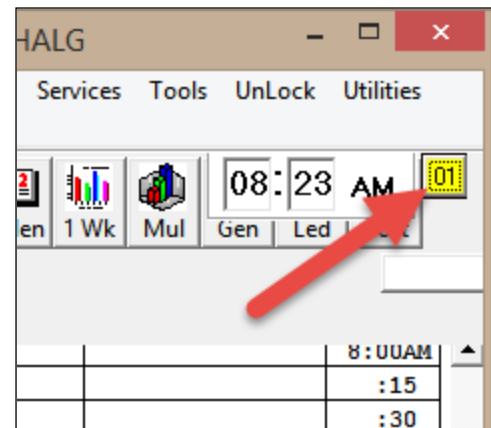 HALG
Services Tools UnLock Utilities
08:23 AM 01
1 Wk Mul Gen Led
8:00AM
:15
:30